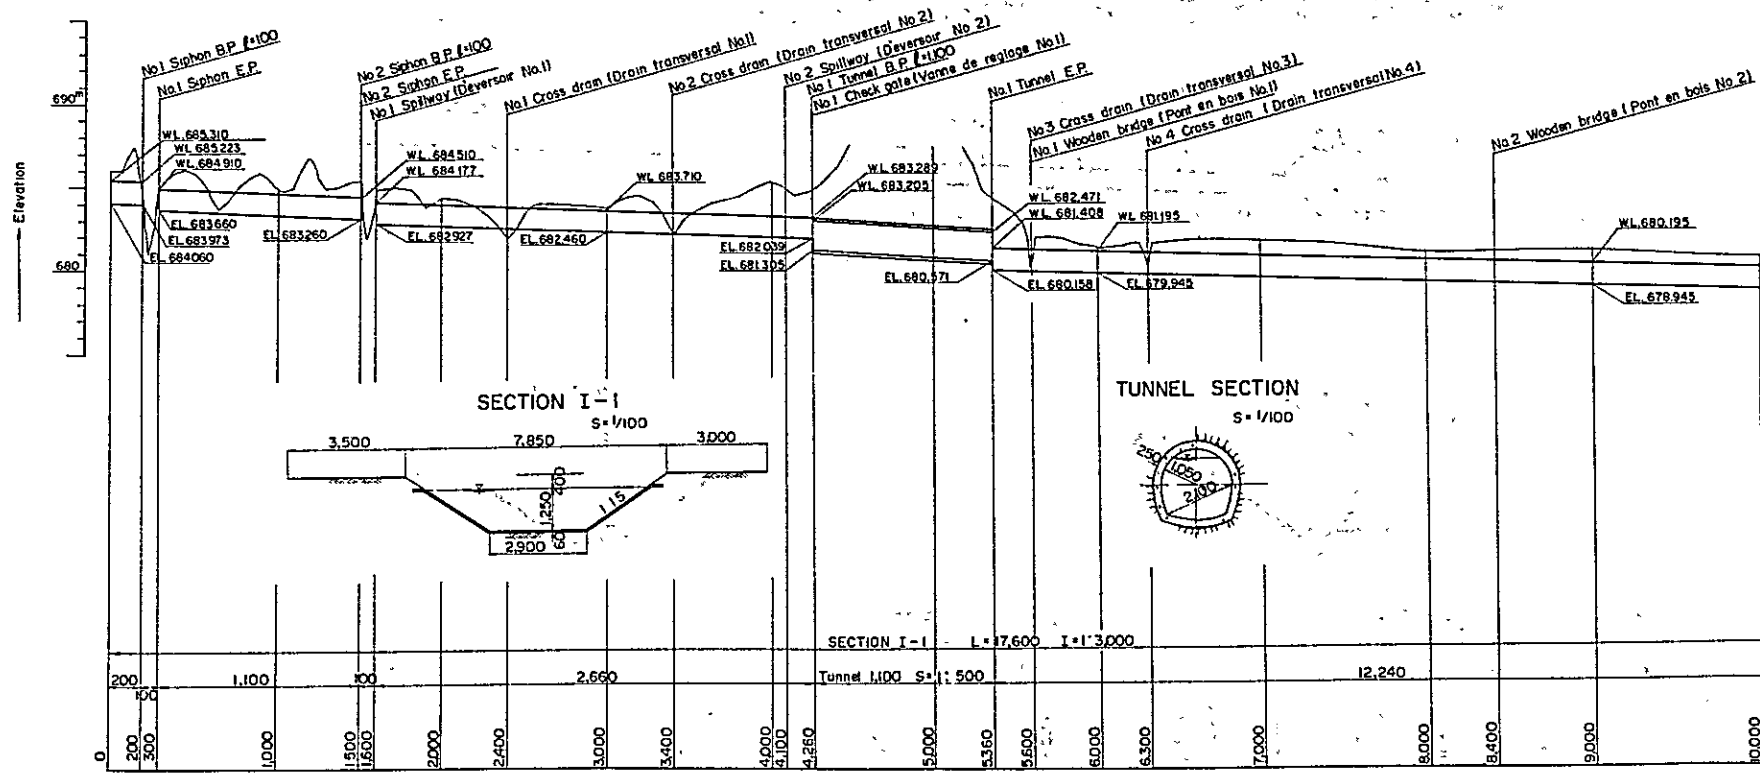 No.1 Siphon B.P. ℓ=100
No.1 Siphon E.P.
No.2 Siphon B.P. ℓ=100
No.2 Siphon E.P.
No.1 Spillway (Déversoir No.1)
No.1 Cross drain (Drain transversal No.1)
No.2 Cross drain (Drain transversal No.2)
No.2 Spillway (Déversoir No.2)
No.1 Tunnel B.P. ℓ=1,100
No.1 Check gate (Vanne de reglage No.1)
No.1 Tunnel E.P.
No.3 Cross drain (Drain transversal No.3)
No.1 Wooden bridge (Pont en bois No.1)
No.4 Cross drain (Drain transversal No.4)
No.2 Wooden bridge (Pont en bois No.2)
Elevation
690m
680
WL.685.310
WL.685.223
WL.684.910
WL.684.510
WL.684.177
WL.683.710
WL.683.289
WL.683.205
WL.682.471
WL.681.408
WL.681.195
WL.680.195
EL.683.660
EL.683.973
EL.684.060
EL.683.260
EL.682.927
EL.682.460
EL.682.039
EL.681.305
EL.680.571
EL.680.158
EL.679.945
EL.678.945
SECTION I-1
S=1/100
3,500
7,850
3,000
400
1,250
1:1.5
2,900
60
TUNNEL SECTION
S=1/100
250
1,050
2,100
SECTION I-1 L=17,600 I=1:3,000
200
100
1,100
100
2,660
Tunnel 1,100 S=1:500
12,240
0
200
300
1,000
1,500
1,600
2,000
2,400
3,000
3,400
4,000
4,100
4,260
5,000
5,360
5,600
6,000
6,300
7,000
8,000
8,400
9,000
10,000